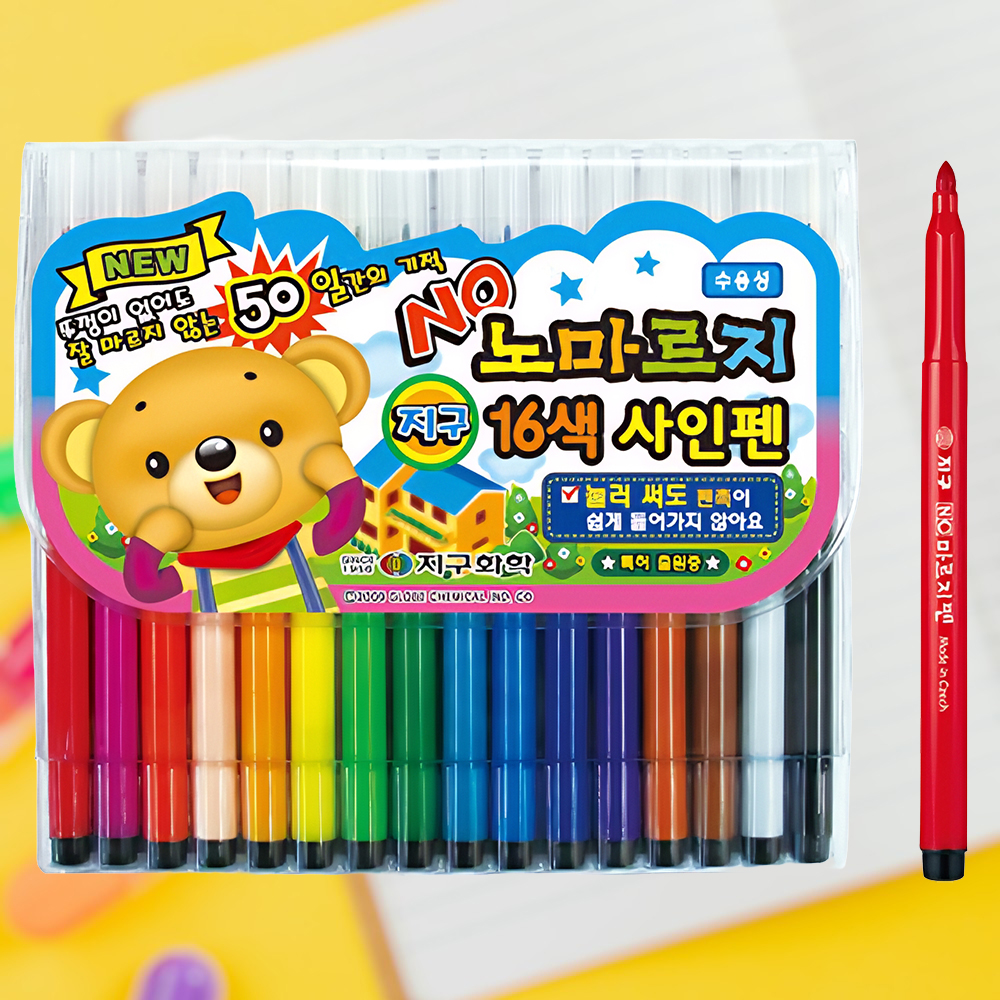 NEW
뚜껑이 없어도
잘 마르지 않는
50 일간의 기적
NO
노마르지
수용성
지구 16색 사인펜
눌러 써도 펜촉이
쉽게 들어가지 않아요
지구화학
★ 특허 출원중 ★
지구 NO마르지펜